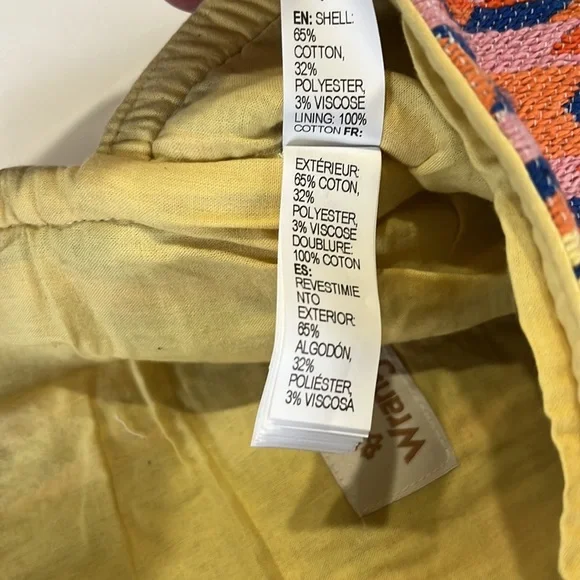 EN: SHELL:
65%
COTTON,
32%
POLYESTER,
3% VISCOSE
LINING: 100%
COTTON FR:
EXTÉRIEUR:
65% COTON,
32%
POLYESTER,
3% VISCOSE
DOUBLURE:
100% COTON
ES:
REVESTIMIE
NTO
EXTERIOR:
65%
ALGODÓN,
32%
POLIÉSTER,
3% VISCOSA